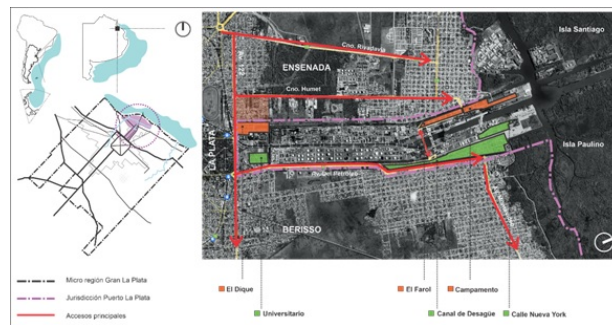 Isla Santiago
Cno. Rivadavia
ENSENADA
Cno. Humet
LA PLATA
Isla Paulino
Av. Del Petróleo
BERISSO
Micro región Gran La Plata
Jurisdicción Puerto La Plata
Accesos principales
El Dique
El Farol
Campamento
Universitario
Canal de Desagüe
Calle Nueva York